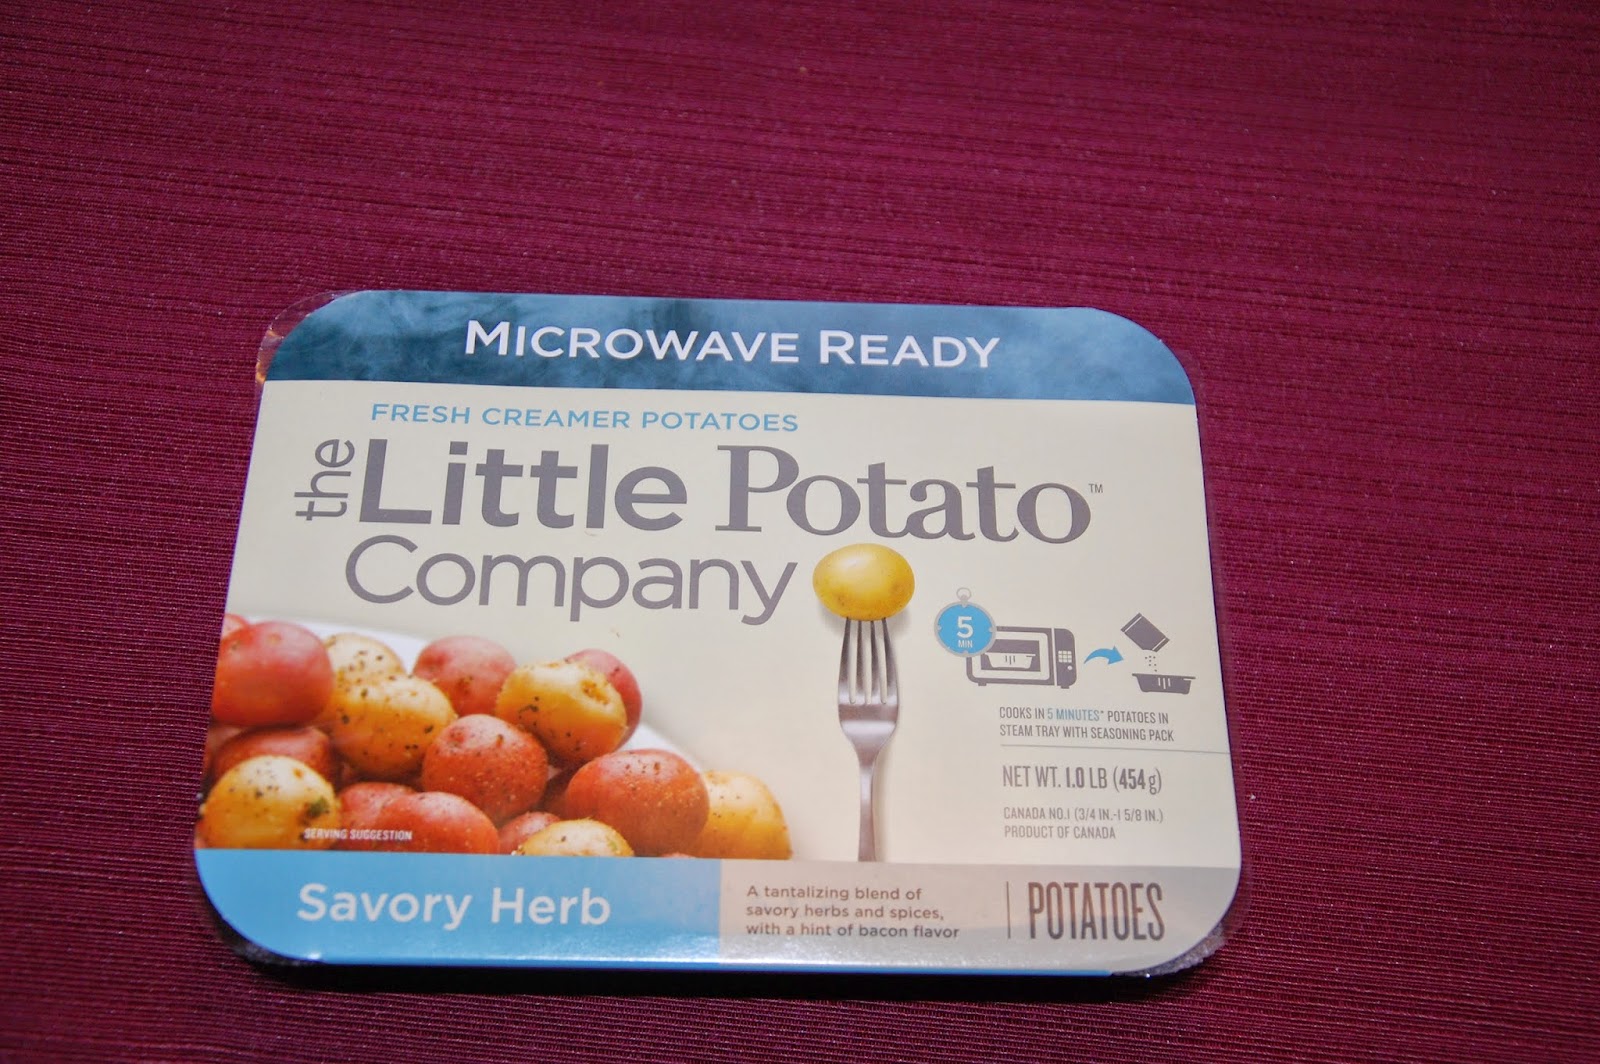 MICROWAVE READY
FRESH CREAMER POTATOES
the Little Potato™
Company
5
MIN
COOKS IN 5 MINUTES* POTATOES IN
STEAM TRAY WITH SEASONING PACK
NET WT. 1.0 LB (454g)
CANADA NO.1 (3/4 IN.-1 5/8 IN.)
PRODUCT OF CANADA
SERVING SUGGESTION
Savory Herb
A tantalizing blend of
savory herbs and spices,
with a hint of bacon flavor
POTATOES